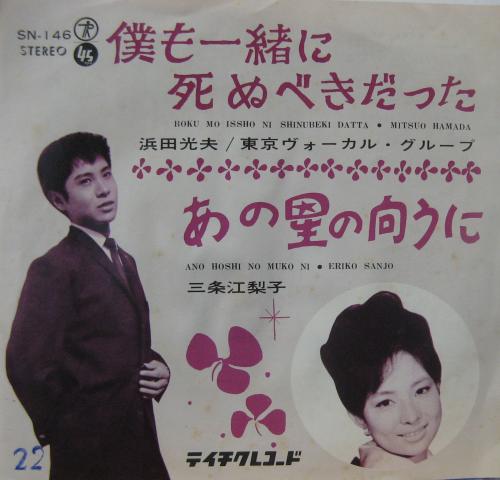 SN-146
STEREO
45
僕も一緒に
死ぬべきだった
BOKU MO ISSHO NI SHINUBEKI DATTA • MITSUO HAMADA
浜田光夫/東京ヴォーカル・グループ
あの星の向うに
ANO HOSHI NO MUKO NI • ERIKO SANJO
三条江梨子
テイチクレコード
22